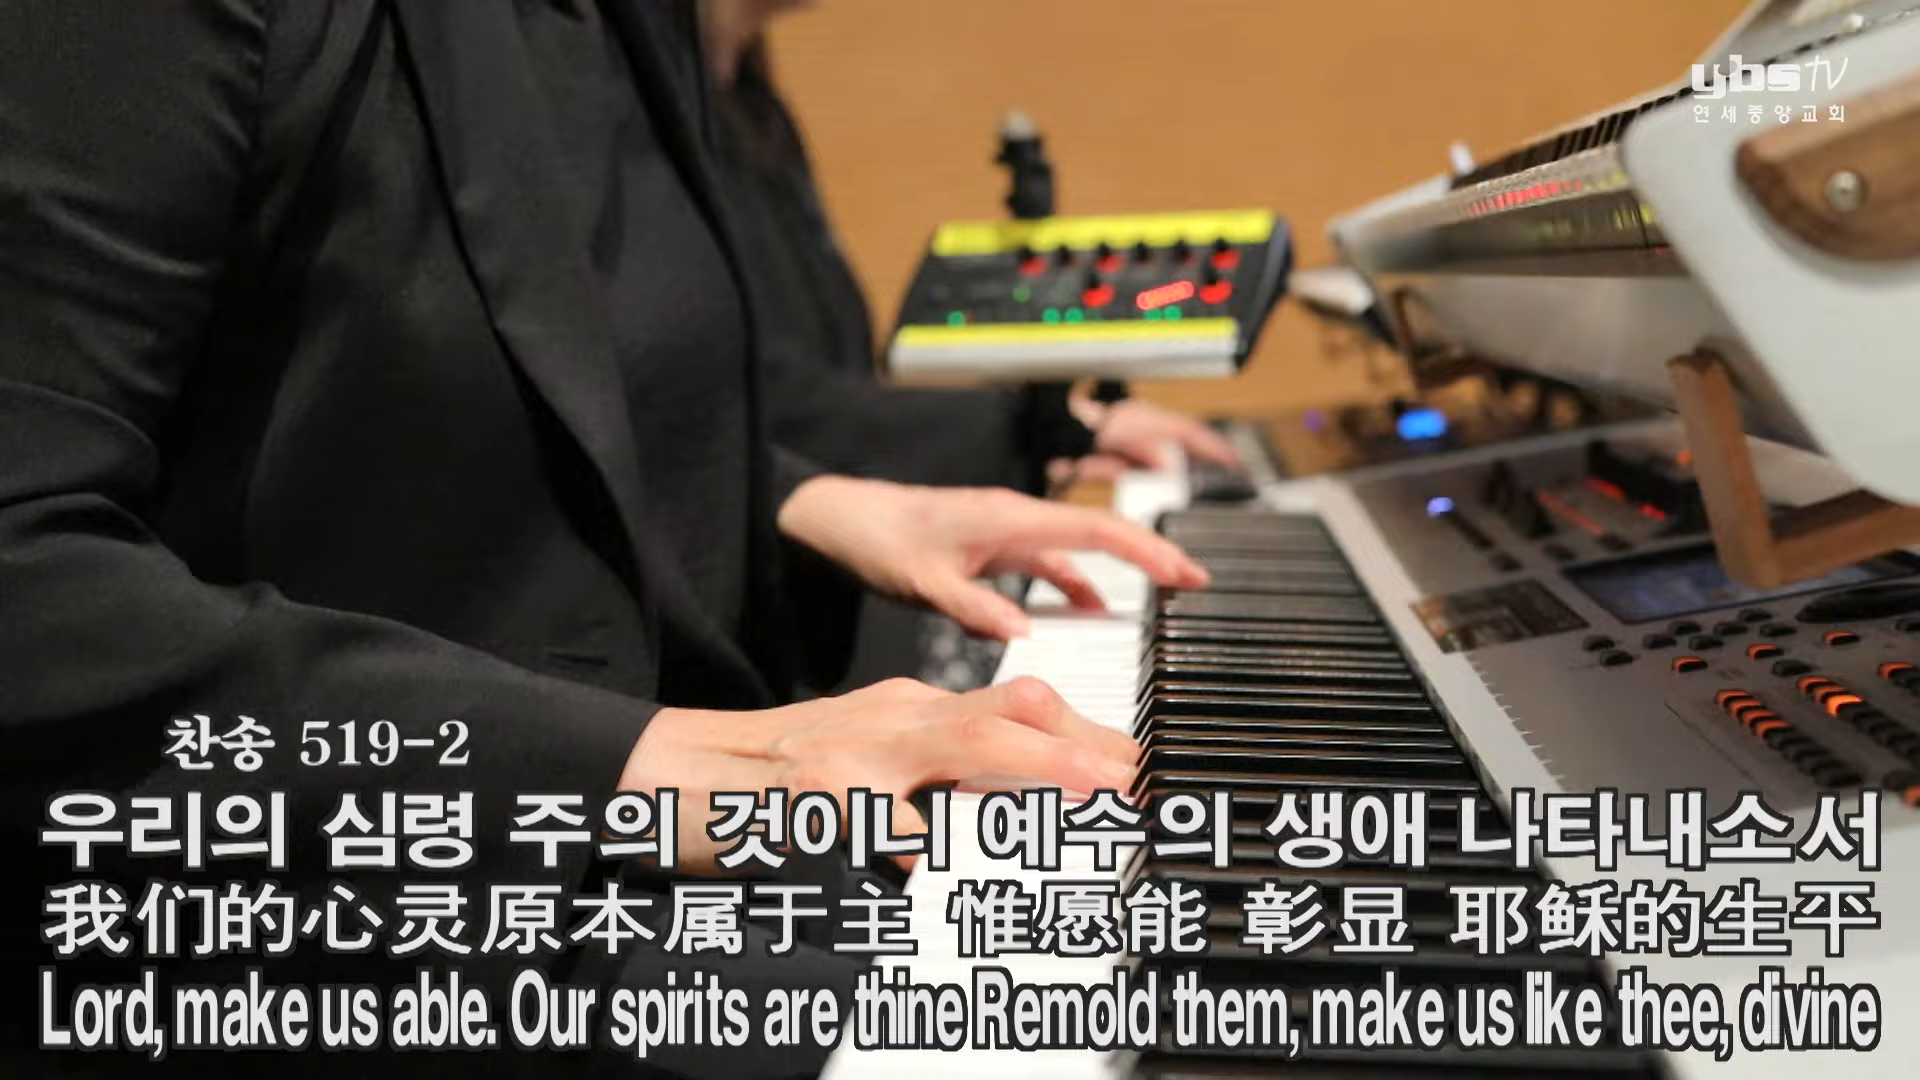 ybstv
연세중앙교회
찬송 519-2
우리의 심령 주의 것이니 예수의 생애 나타내소서
我们的心灵原本属于主 惟愿能 彰显 耶稣的生平
Lord, make us able. Our spirits are thine Remold them, make us like thee, divine